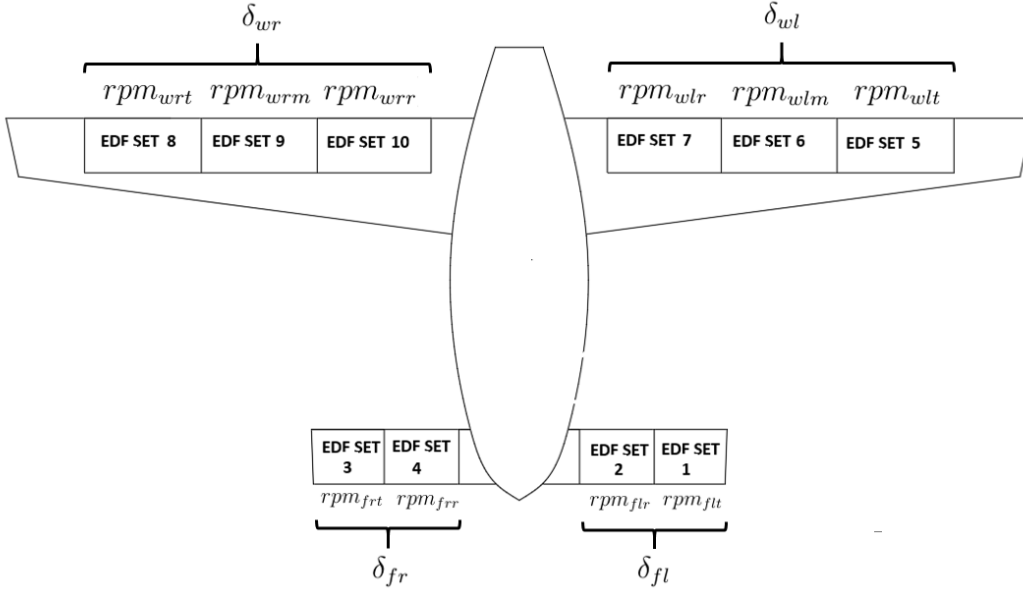 δ_wr δ_wl
rpm_wrt rpm_wrm rpm_wrr rpm_wlr rpm_wlm rpm_wlt
EDF SET 8 EDF SET 9 EDF SET 10 EDF SET 7 EDF SET 6 EDF SET 5
EDF SET EDF SET EDF SET EDF SET
3 4 2 1
rpm_frt rpm_frr rpm_flr rpm_flt
δ_fr δ_fl